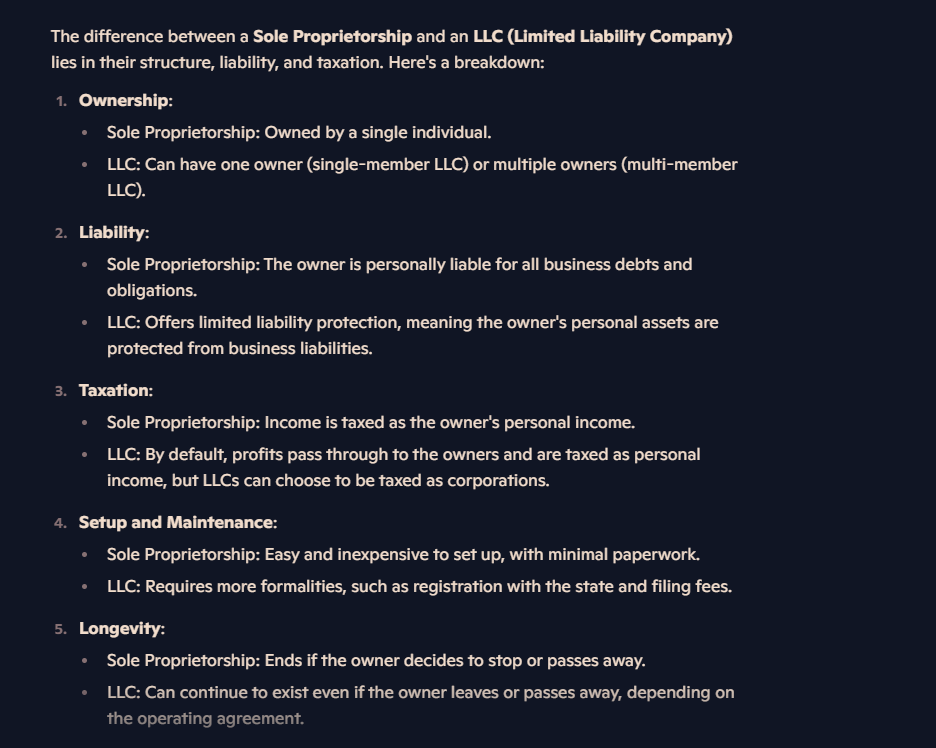 The difference between a Sole Proprietorship and an LLC (Limited Liability Company)
lies in their structure, liability, and taxation. Here's a breakdown:
1. Ownership:
• Sole Proprietorship: Owned by a single individual.
• LLC: Can have one owner (single-member LLC) or multiple owners (multi-member
LLC).
2. Liability:
• Sole Proprietorship: The owner is personally liable for all business debts and
obligations.
• LLC: Offers limited liability protection, meaning the owner's personal assets are
protected from business liabilities.
3. Taxation:
• Sole Proprietorship: Income is taxed as the owner's personal income.
• LLC: By default, profits pass through to the owners and are taxed as personal
income, but LLCs can choose to be taxed as corporations.
4. Setup and Maintenance:
• Sole Proprietorship: Easy and inexpensive to set up, with minimal paperwork.
• LLC: Requires more formalities, such as registration with the state and filing fees.
5. Longevity:
• Sole Proprietorship: Ends if the owner decides to stop or passes away.
• LLC: Can continue to exist even if the owner leaves or passes away, depending on
the operating agreement.